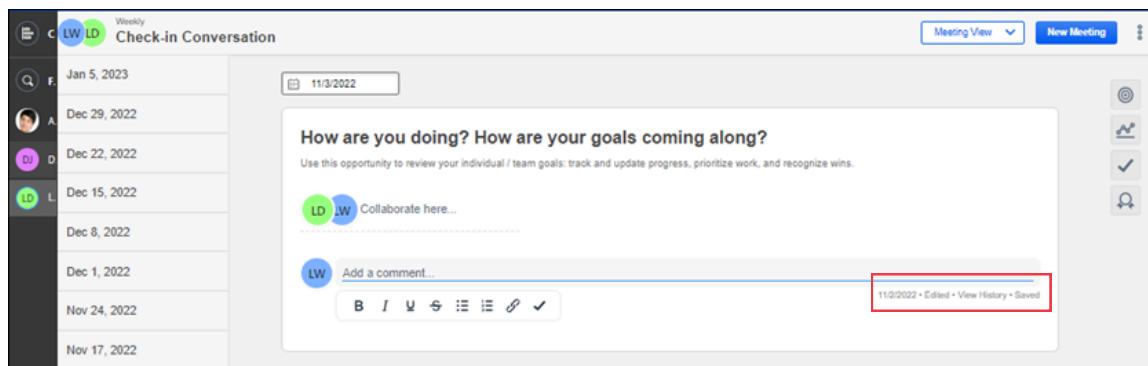 C
LW LD
Weekly
Check-in Conversation
Meeting View
New Meeting
F.
A.
DJ D.
LD L.
Jan 5, 2023
Dec 29, 2022
Dec 22, 2022
Dec 15, 2022
Dec 8, 2022
Dec 1, 2022
Nov 24, 2022
Nov 17, 2022
11/3/2022
How are you doing? How are your goals coming along?
Use this opportunity to review your individual / team goals: track and update progress, prioritize work, and recognize wins.
LD LW Collaborate here...
LW Add a comment...
B I U S
11/2/2022 • Edited • View History • Saved